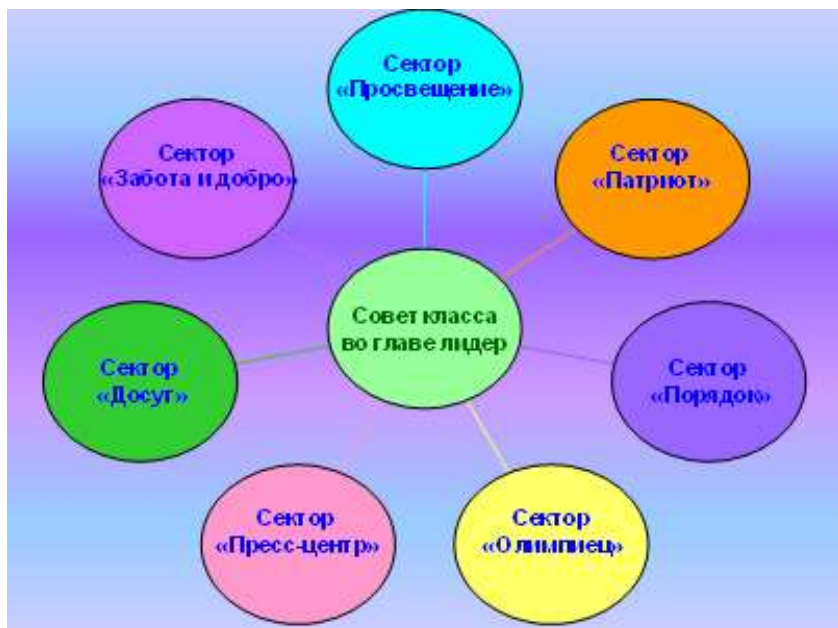 Сектор
«Просвещение»
Сектор
«Забота и добро»
Сектор
«Патриот»
Совет класса
во главе лидер
Сектор
«Досуг»
Сектор
«Порядок»
Сектор
«Пресс-центр»
Сектор
«Олимпиец»